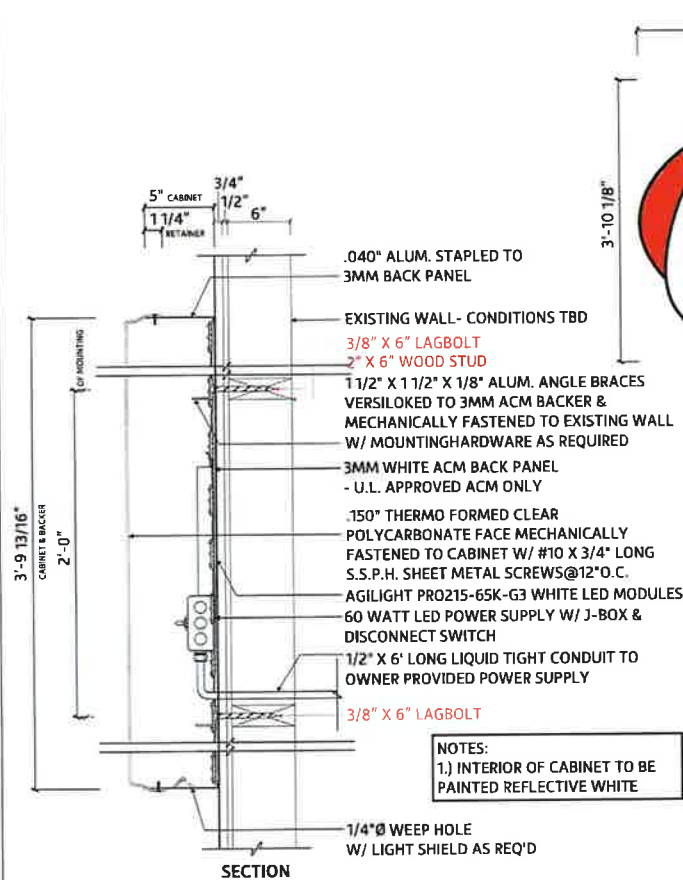 3/4"
5" CABINET
1/2"
6"
1 1/4"
RETAINER
3'-10 1/8"
.040" ALUM. STAPLED TO
3MM BACK PANEL
EXISTING WALL- CONDITIONS TBD
3/8" X 6" LAGBOLT
2" X 6" WOOD STUD
1 1/2" X 1 1/2" X 1/8" ALUM. ANGLE BRACES
VERSILOKED TO 3MM ACM BACKER &
MECHANICALLY FASTENED TO EXISTING WALL
W/ MOUNTINGHARDWARE AS REQUIRED
3MM WHITE ACM BACK PANEL
- U.L. APPROVED ACM ONLY
.150" THERMO FORMED CLEAR
POLYCARBONATE FACE MECHANICALLY
FASTENED TO CABINET W/ #10 X 3/4" LONG
S.S.P.H. SHEET METAL SCREWS@12"O.C.
AGILIGHT PRO215-65K-G3 WHITE LED MODULES
60 WATT LED POWER SUPPLY W/ J-BOX &
DISCONNECT SWITCH
1/2" X 6' LONG LIQUID TIGHT CONDUIT TO
OWNER PROVIDED POWER SUPPLY
3/8" X 6" LAGBOLT
OF MOUNTING
2'-0"
3'-9 13/16"
CABINET & BACKER
NOTES:
1.) INTERIOR OF CABINET TO BE
PAINTED REFLECTIVE WHITE
1/4"Ø WEEP HOLE
W/ LIGHT SHIELD AS REQ'D
SECTION